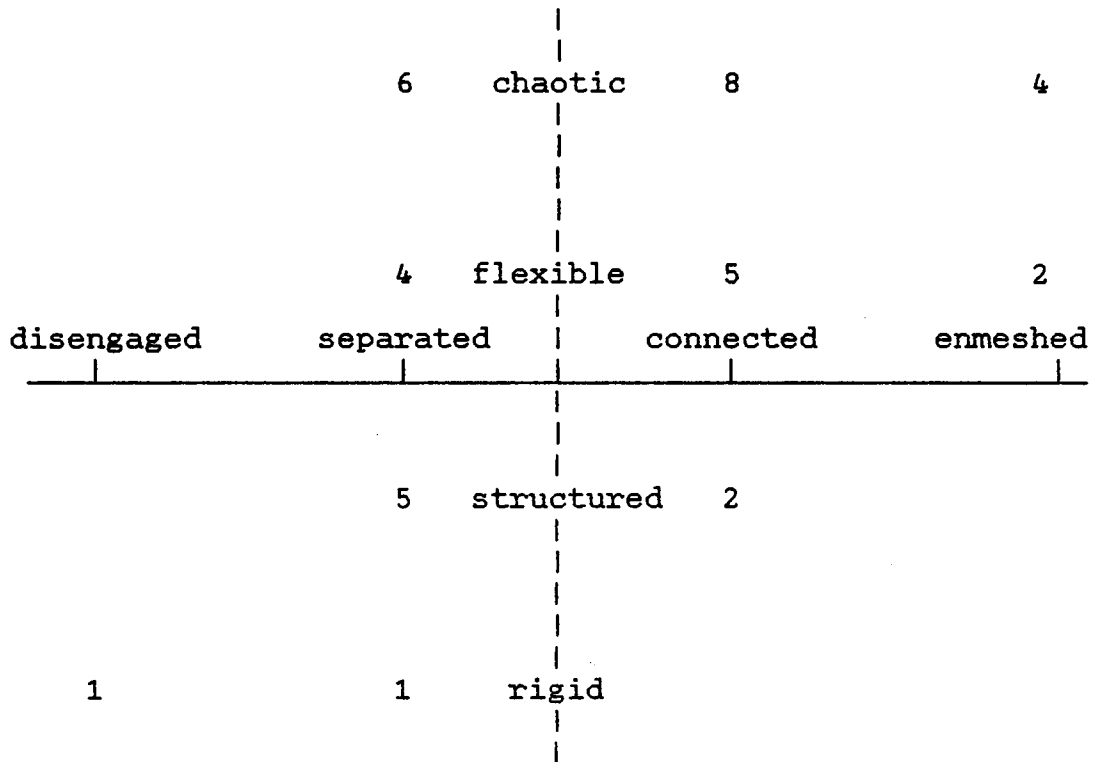 6 chaotic 8 4
4 flexible 5 2
disengaged separated connected enmeshed
5 structured 2
1 1 rigid